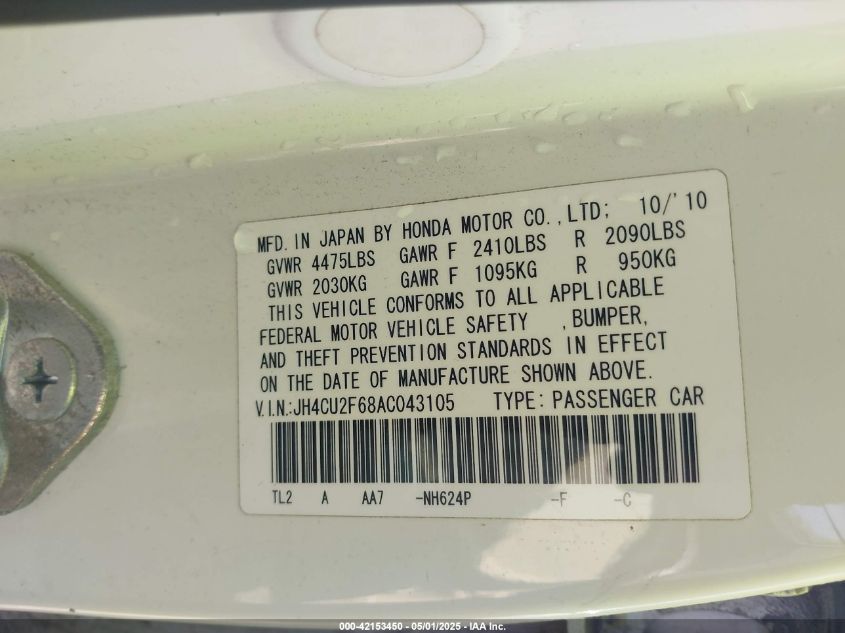 MFD. IN JAPAN BY HONDA MOTOR CO.,LTD; 10/'10
GVWR 4475LBS GAWR F 2410LBS R 2090LBS
GVWR 2030KG GAWR F 1095KG R 950KG
THIS VEHICLE CONFORMS TO ALL APPLICABLE
FEDERAL MOTOR VEHICLE SAFETY ,BUMPER,
AND THEFT PREVENTION STANDARDS IN EFFECT
ON THE DATE OF MANUFACTURE SHOWN ABOVE.
V.I.N.:JH4CU2F68AC043105 TYPE: PASSENGER CAR
TL2 A AA7 -NH624P -F -C
000-42153450 - 05/01/2025 - IAA Inc.